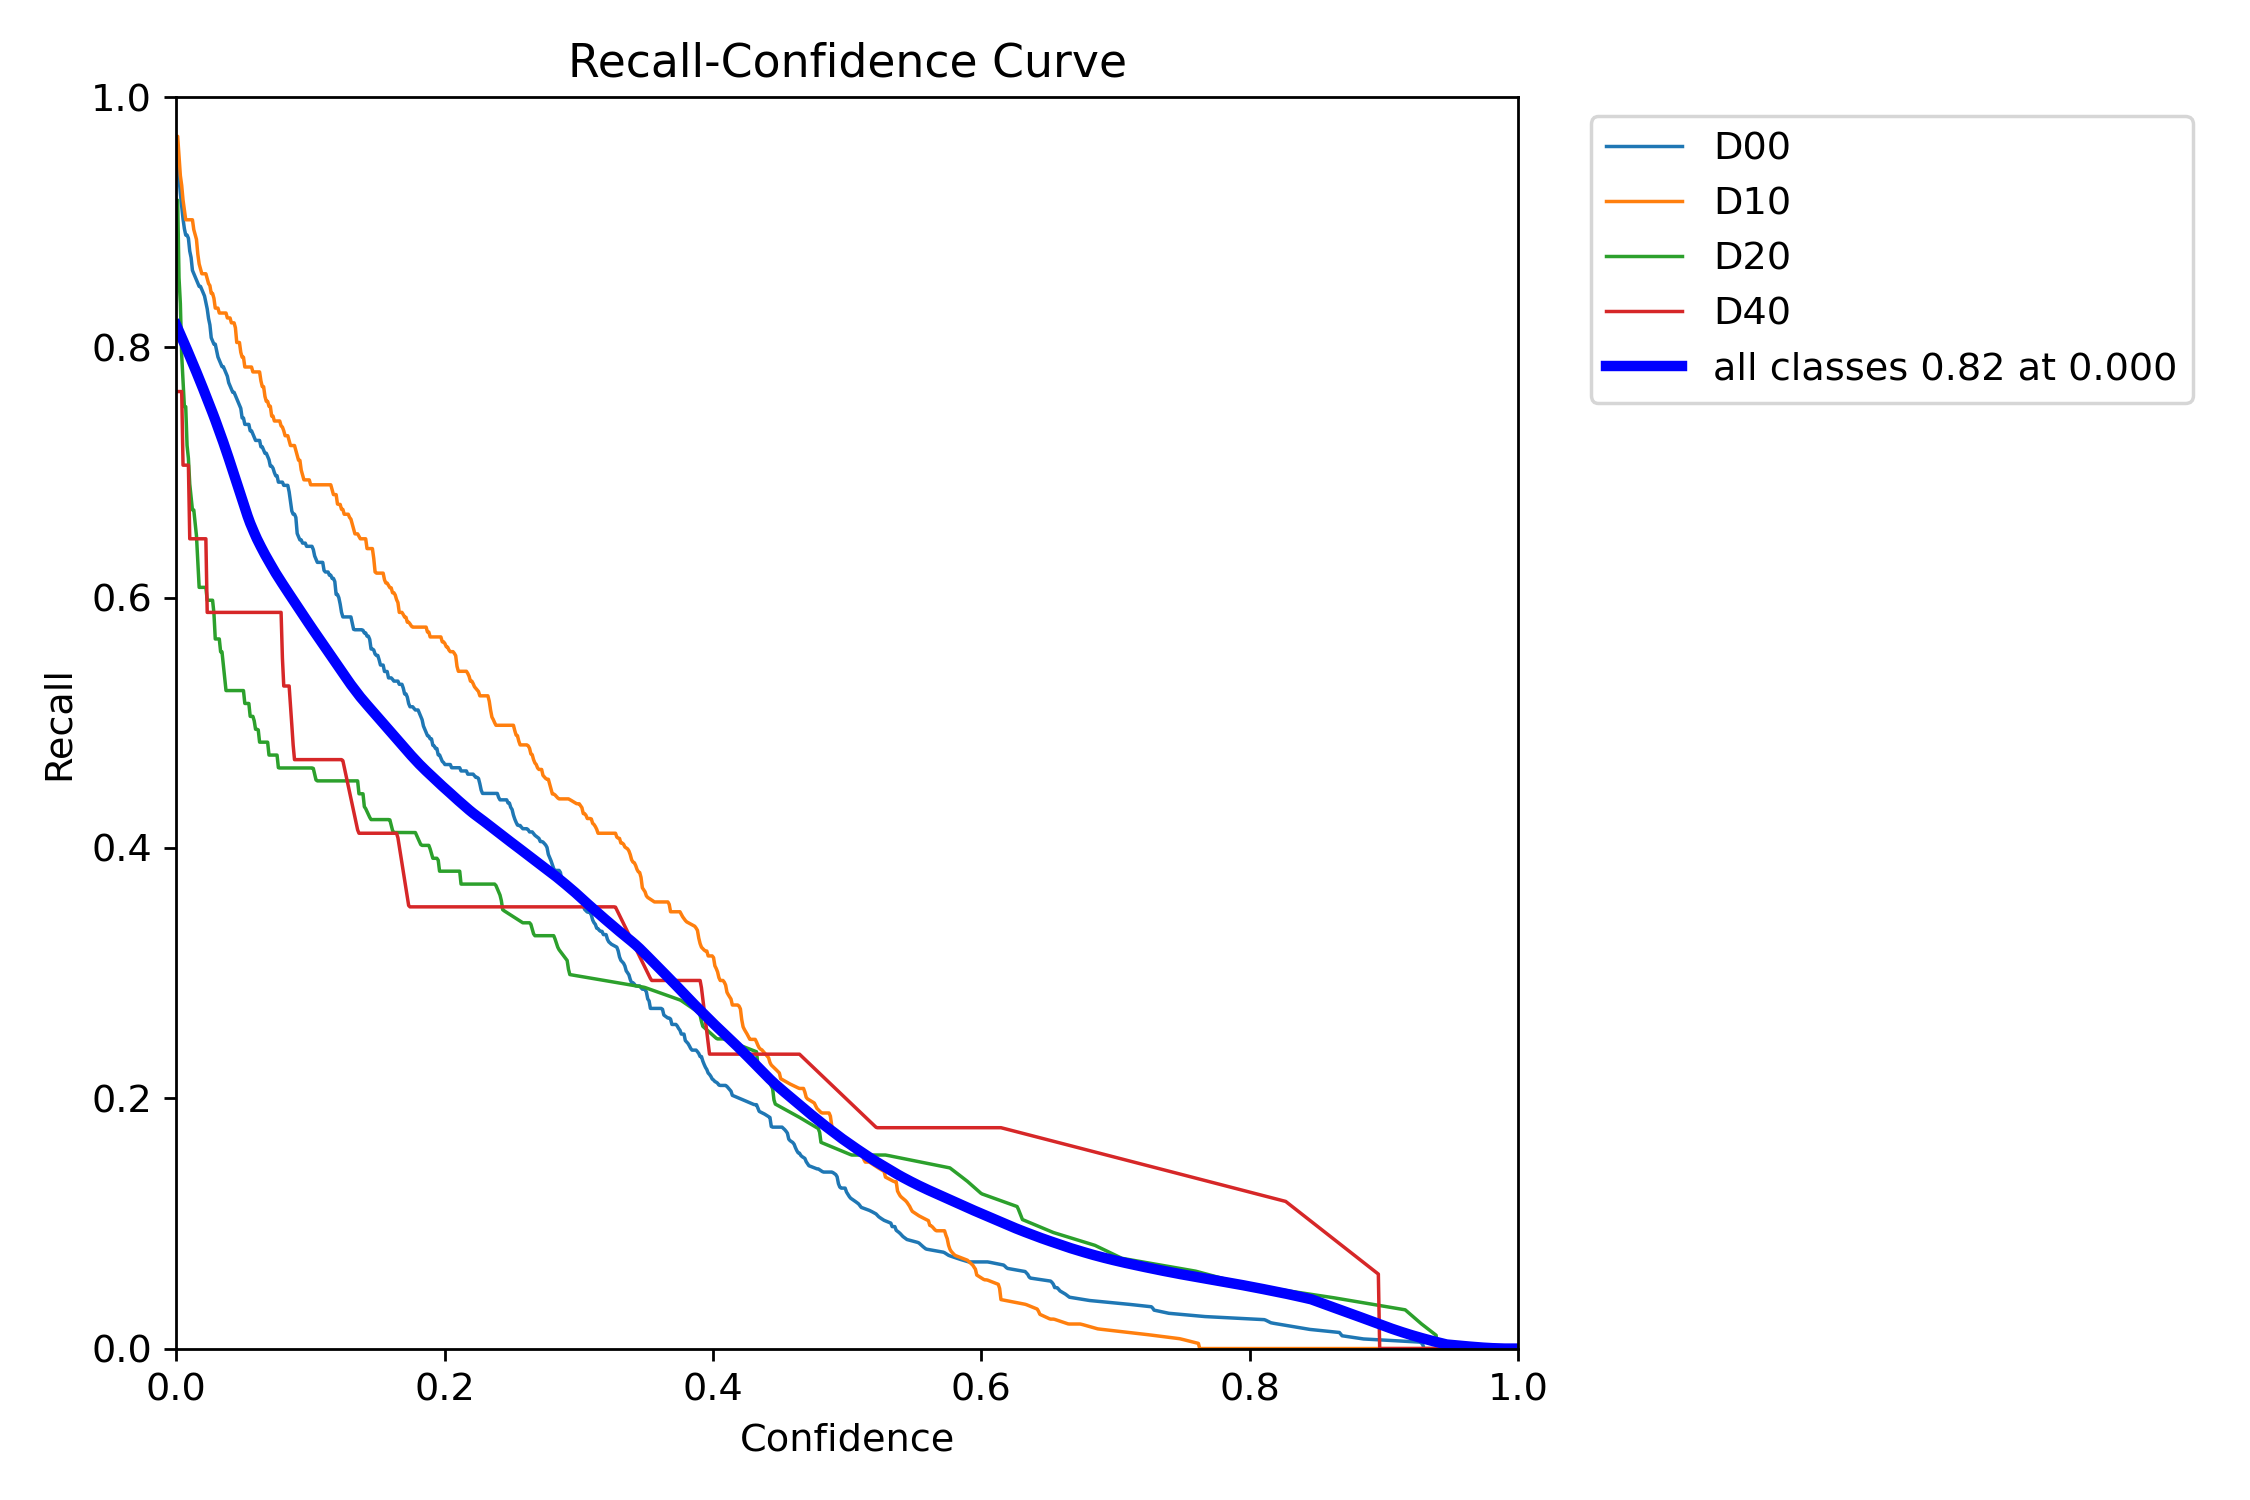 Recall-Confidence Curve
1.0
0.8
0.6
0.4
0.2
0.0
Recall
0.0 0.2 0.4 0.6 0.8 1.0
Confidence
D00
D10
D20
D40
all classes 0.82 at 0.000